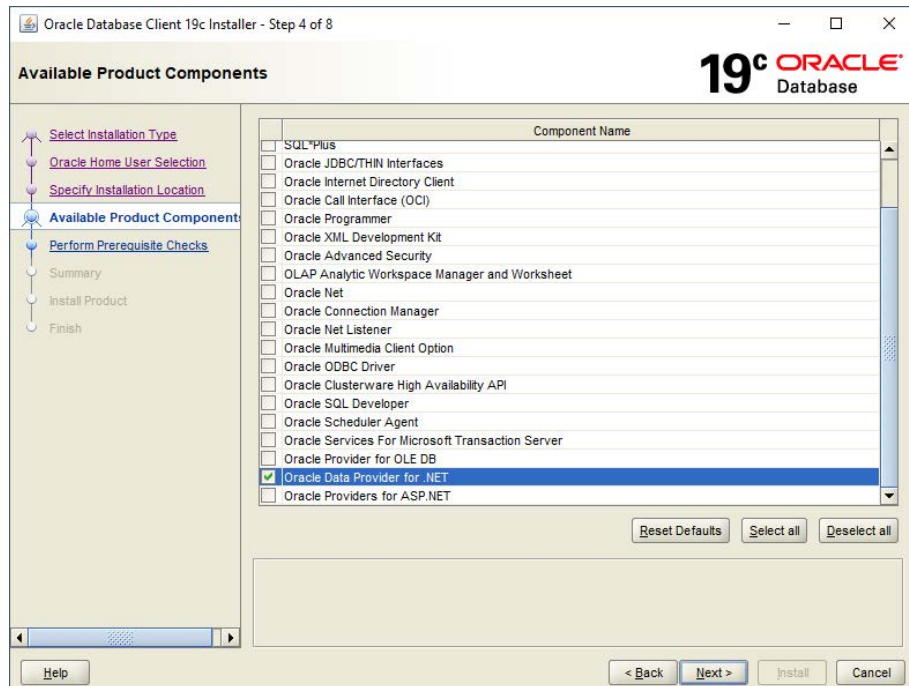 Oracle Database Client 19c Installer - Step 4 of 8
Available Product Components
19c ORACLE
Database
Select Installation Type
Oracle Home User Selection
Specify Installation Location
Available Product Components
Perform Prerequisite Checks
Summary
Install Product
Finish
Component Name
SQL*Plus
Oracle JDBC/THIN Interfaces
Oracle Internet Directory Client
Oracle Call Interface (OCI)
Oracle Programmer
Oracle XML Development Kit
Oracle Advanced Security
OLAP Analytic Workspace Manager and Worksheet
Oracle Net
Oracle Connection Manager
Oracle Net Listener
Oracle Multimedia Client Option
Oracle ODBC Driver
Oracle Clusterware High Availability API
Oracle SQL Developer
Oracle Scheduler Agent
Oracle Services For Microsoft Transaction Server
Oracle Provider for OLE DB
Oracle Data Provider for .NET
Oracle Providers for ASP.NET
Reset Defaults Select all Deselect all
Help < Back Next > Install Cancel